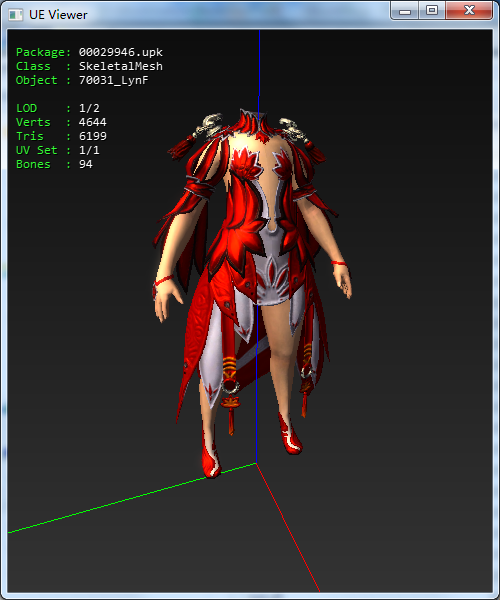 UE Viewer
Package: 00029946.upk
Class : SkeletalMesh
Object : 70031_LynF
LOD : 1/2
Verts : 4644
Tris : 6199
UV Set : 1/1
Bones : 94